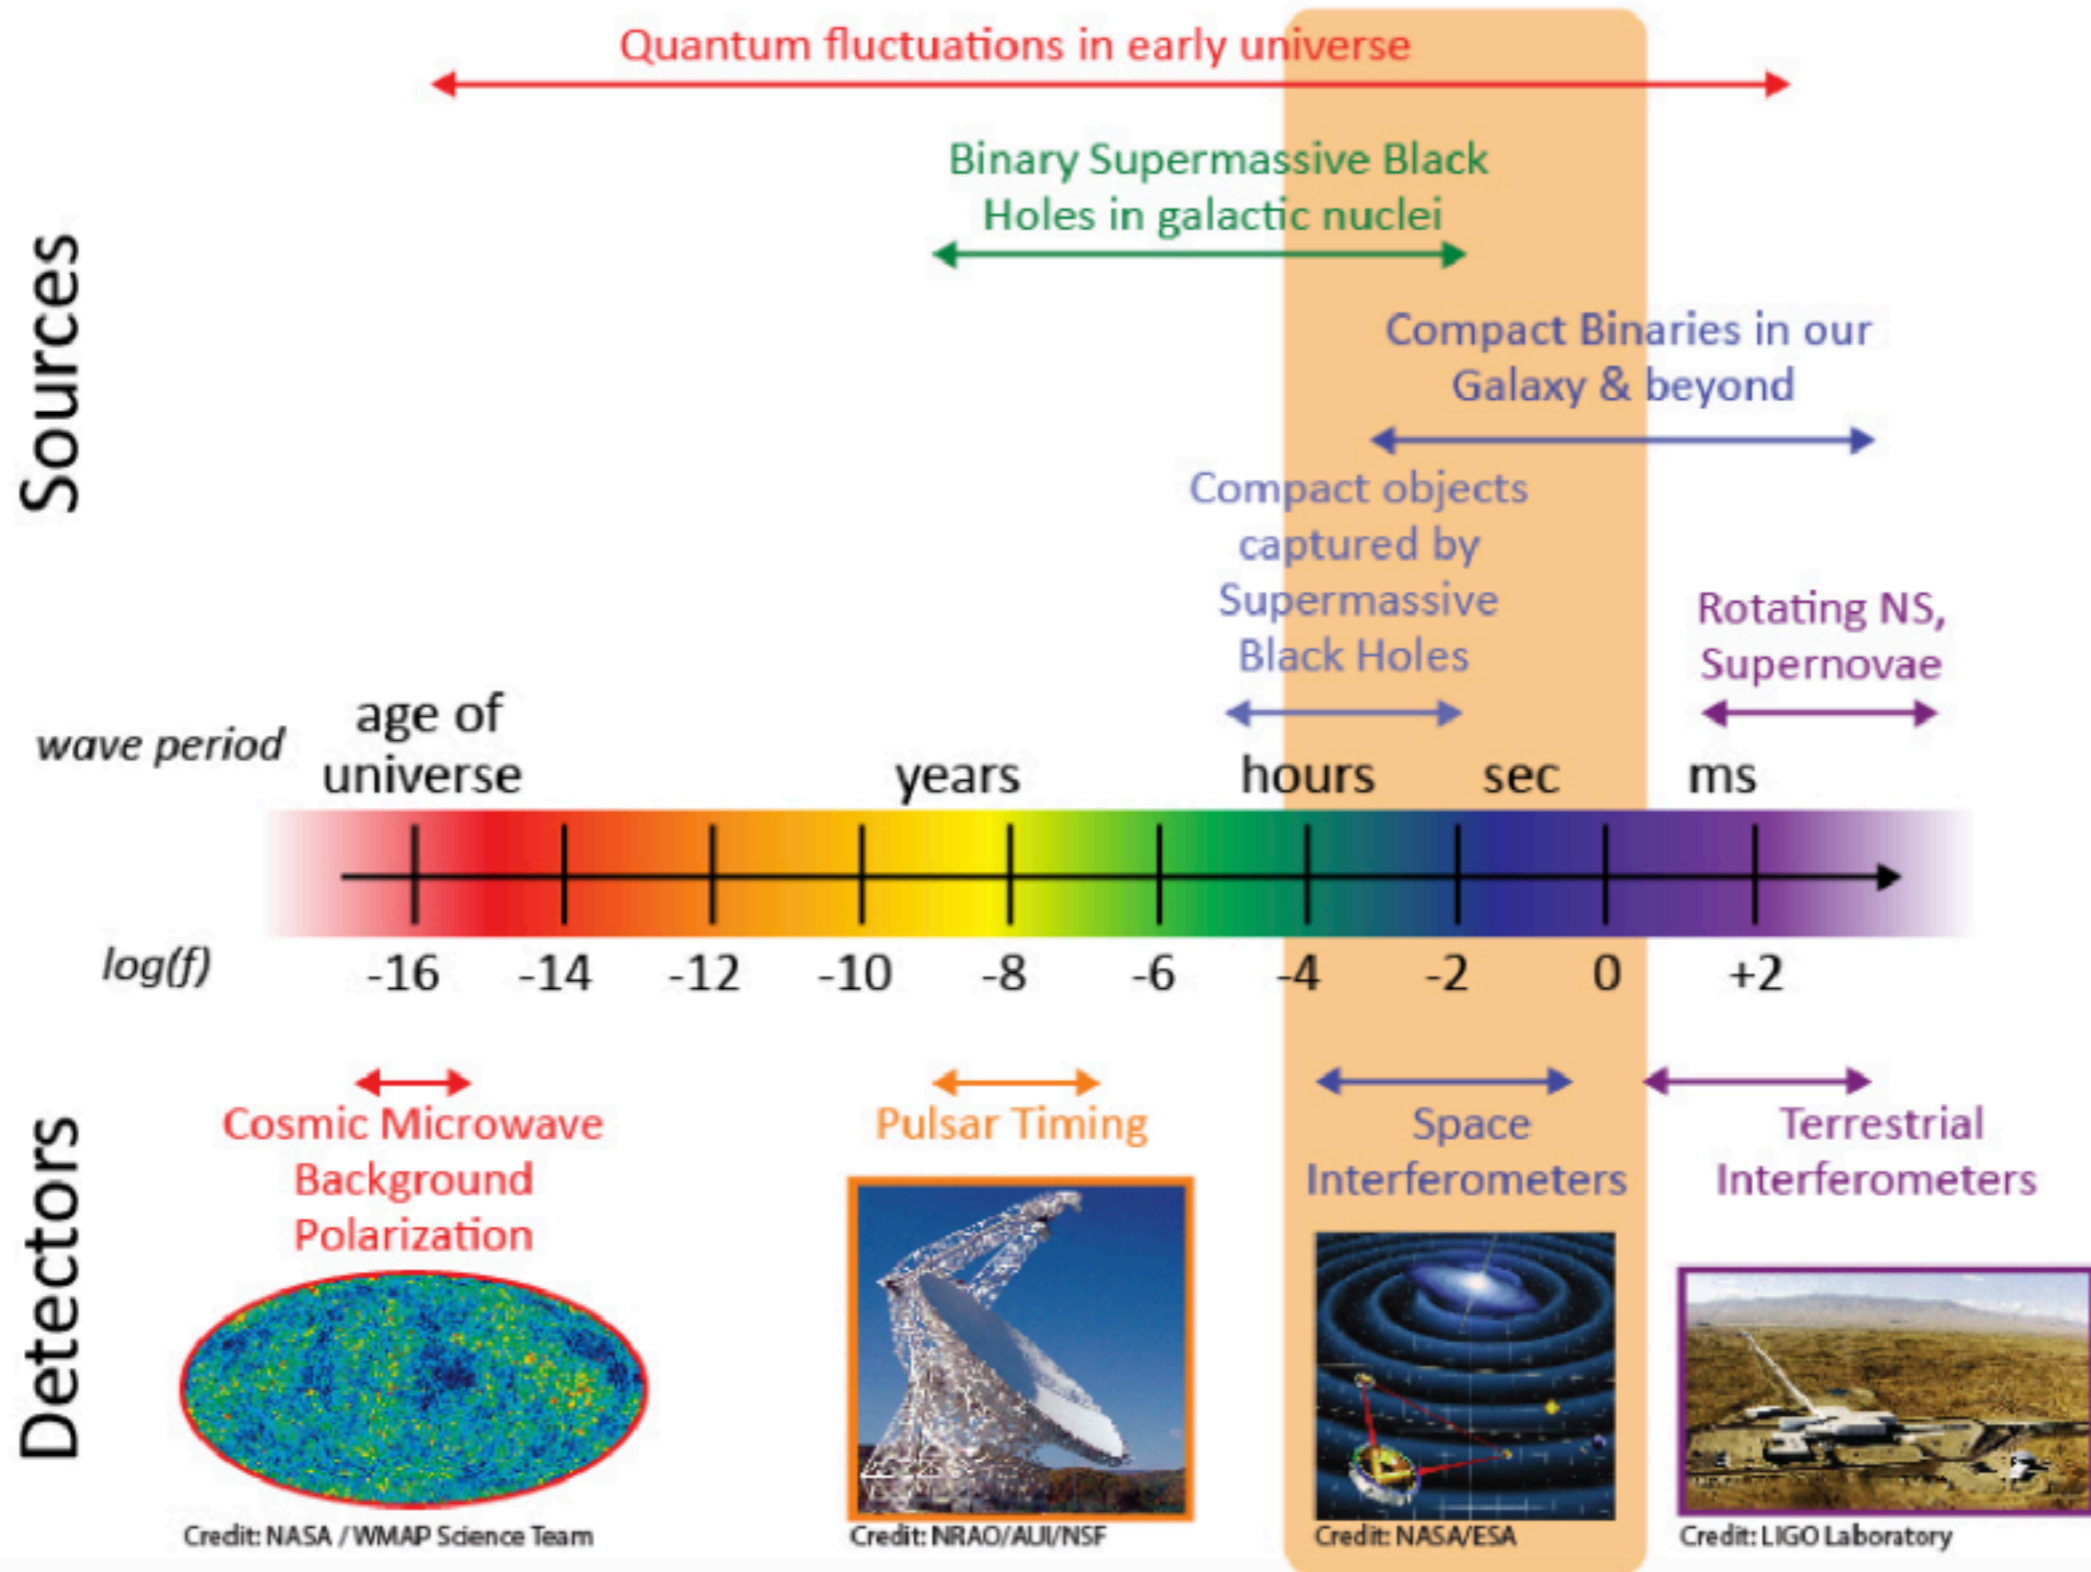 Quantum fluctuations in early universe
Binary Supermassive Black
Holes in galactic nuclei
Compact Binaries in our
Galaxy & beyond
Compact objects
captured by
Supermassive
Black Holes
Rotating NS,
Supernovae
Sources
wave period
age of
universe
years
hours
sec
ms
log(f)
-16
-14
-12
-10
-8
-6
-4
-2
0
+2
Detectors
Cosmic Microwave
Background
Polarization
Pulsar Timing
Space
Interferometers
Terrestrial
Interferometers
Credit: NASA / WMAP Science Team
Credit: NRAO/AUI/NSF
Credit: NASA/ESA
Credit: LIGO Laboratory